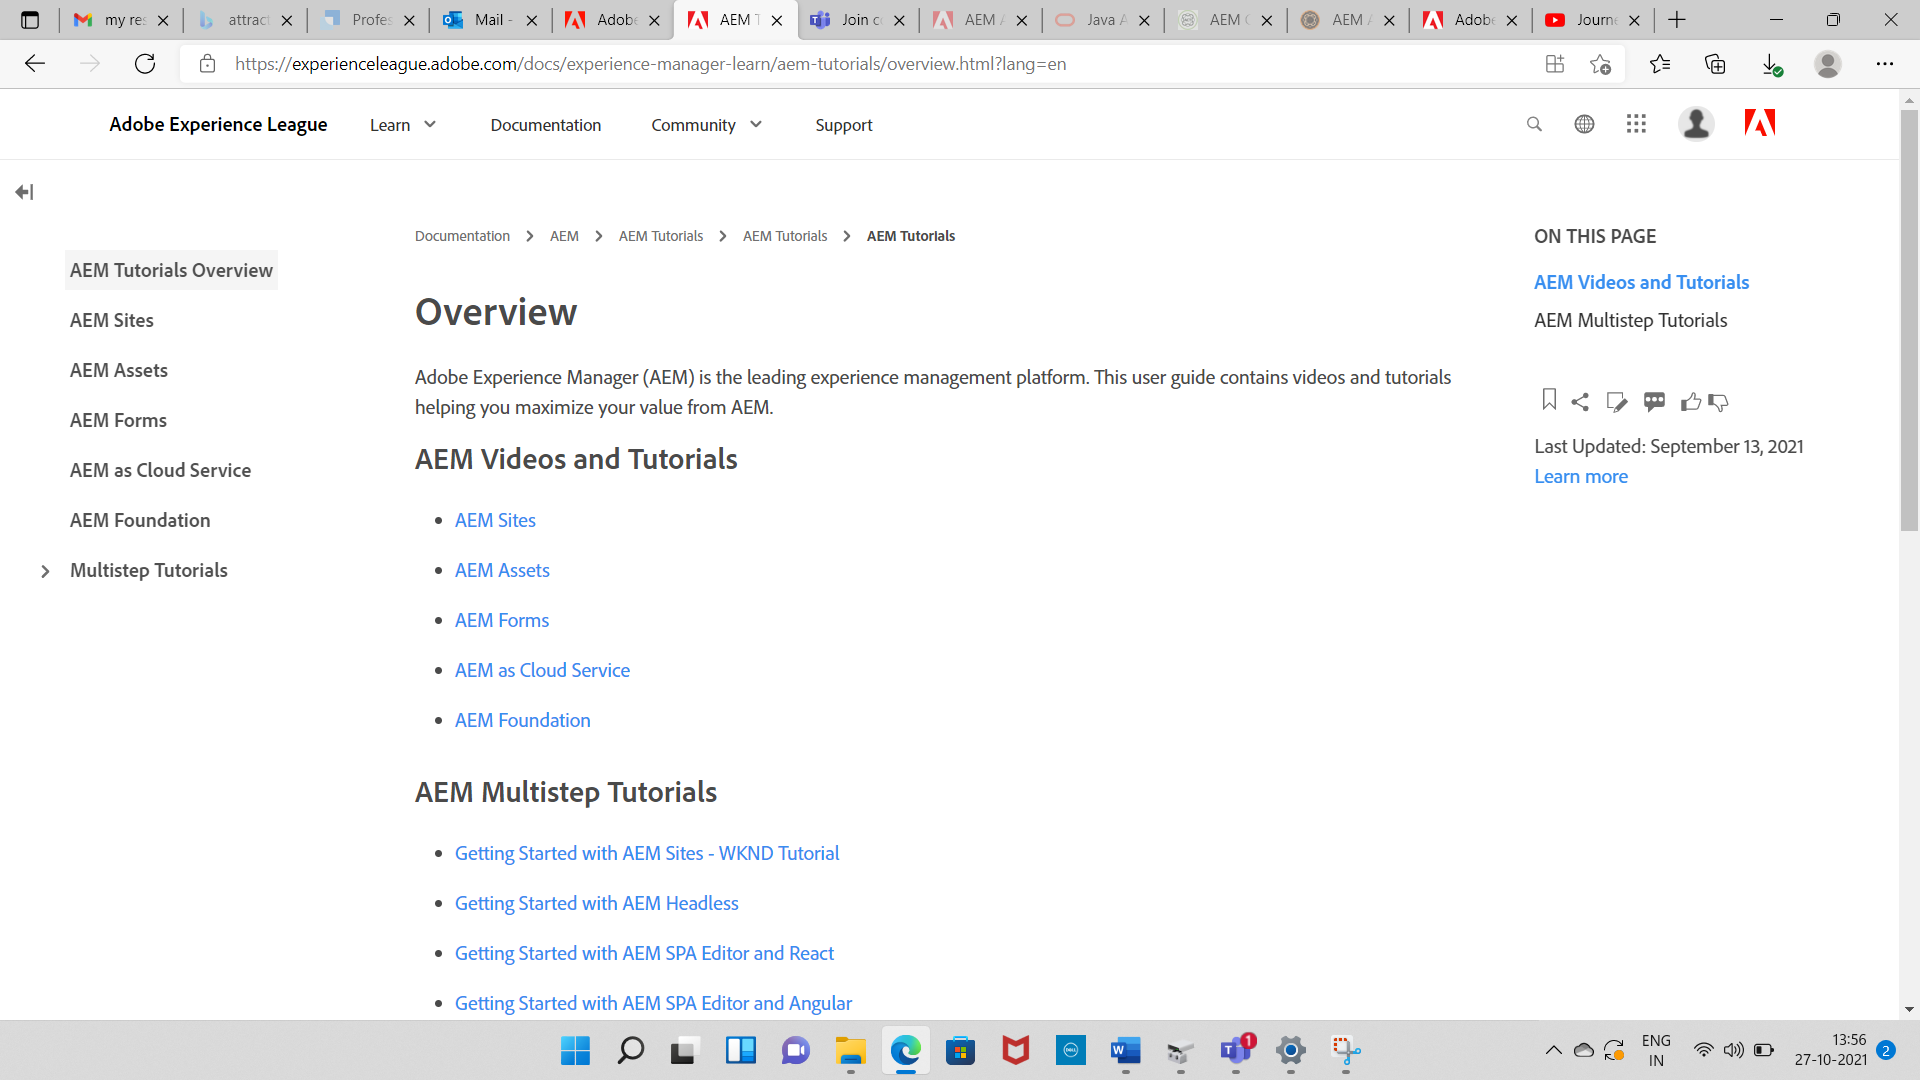 my res
attract
Profes
Mail -
Adobe
AEM T
Join co
AEM A
Java A
AEM C
AEM A
Adobe
Journe
https://experienceleague.adobe.com/docs/experience-manager-learn/aem-tutorials/overview.html?lang=en
Adobe Experience League
Learn
Documentation
Community
Support
AEM Tutorials Overview
AEM Sites
AEM Assets
AEM Forms
AEM as Cloud Service
AEM Foundation
Multistep Tutorials
Documentation > AEM > AEM Tutorials > AEM Tutorials > AEM Tutorials
Overview
Adobe Experience Manager (AEM) is the leading experience management platform. This user guide contains videos and tutorials
helping you maximize your value from AEM.
AEM Videos and Tutorials
• AEM Sites
• AEM Assets
• AEM Forms
• AEM as Cloud Service
• AEM Foundation
AEM Multistep Tutorials
• Getting Started with AEM Sites - WKND Tutorial
• Getting Started with AEM Headless
• Getting Started with AEM SPA Editor and React
• Getting Started with AEM SPA Editor and Angular
ON THIS PAGE
AEM Videos and Tutorials
AEM Multistep Tutorials
Last Updated: September 13, 2021
Learn more
DELL
W
T
1
ENG
IN
13:56
27-10-2021
2